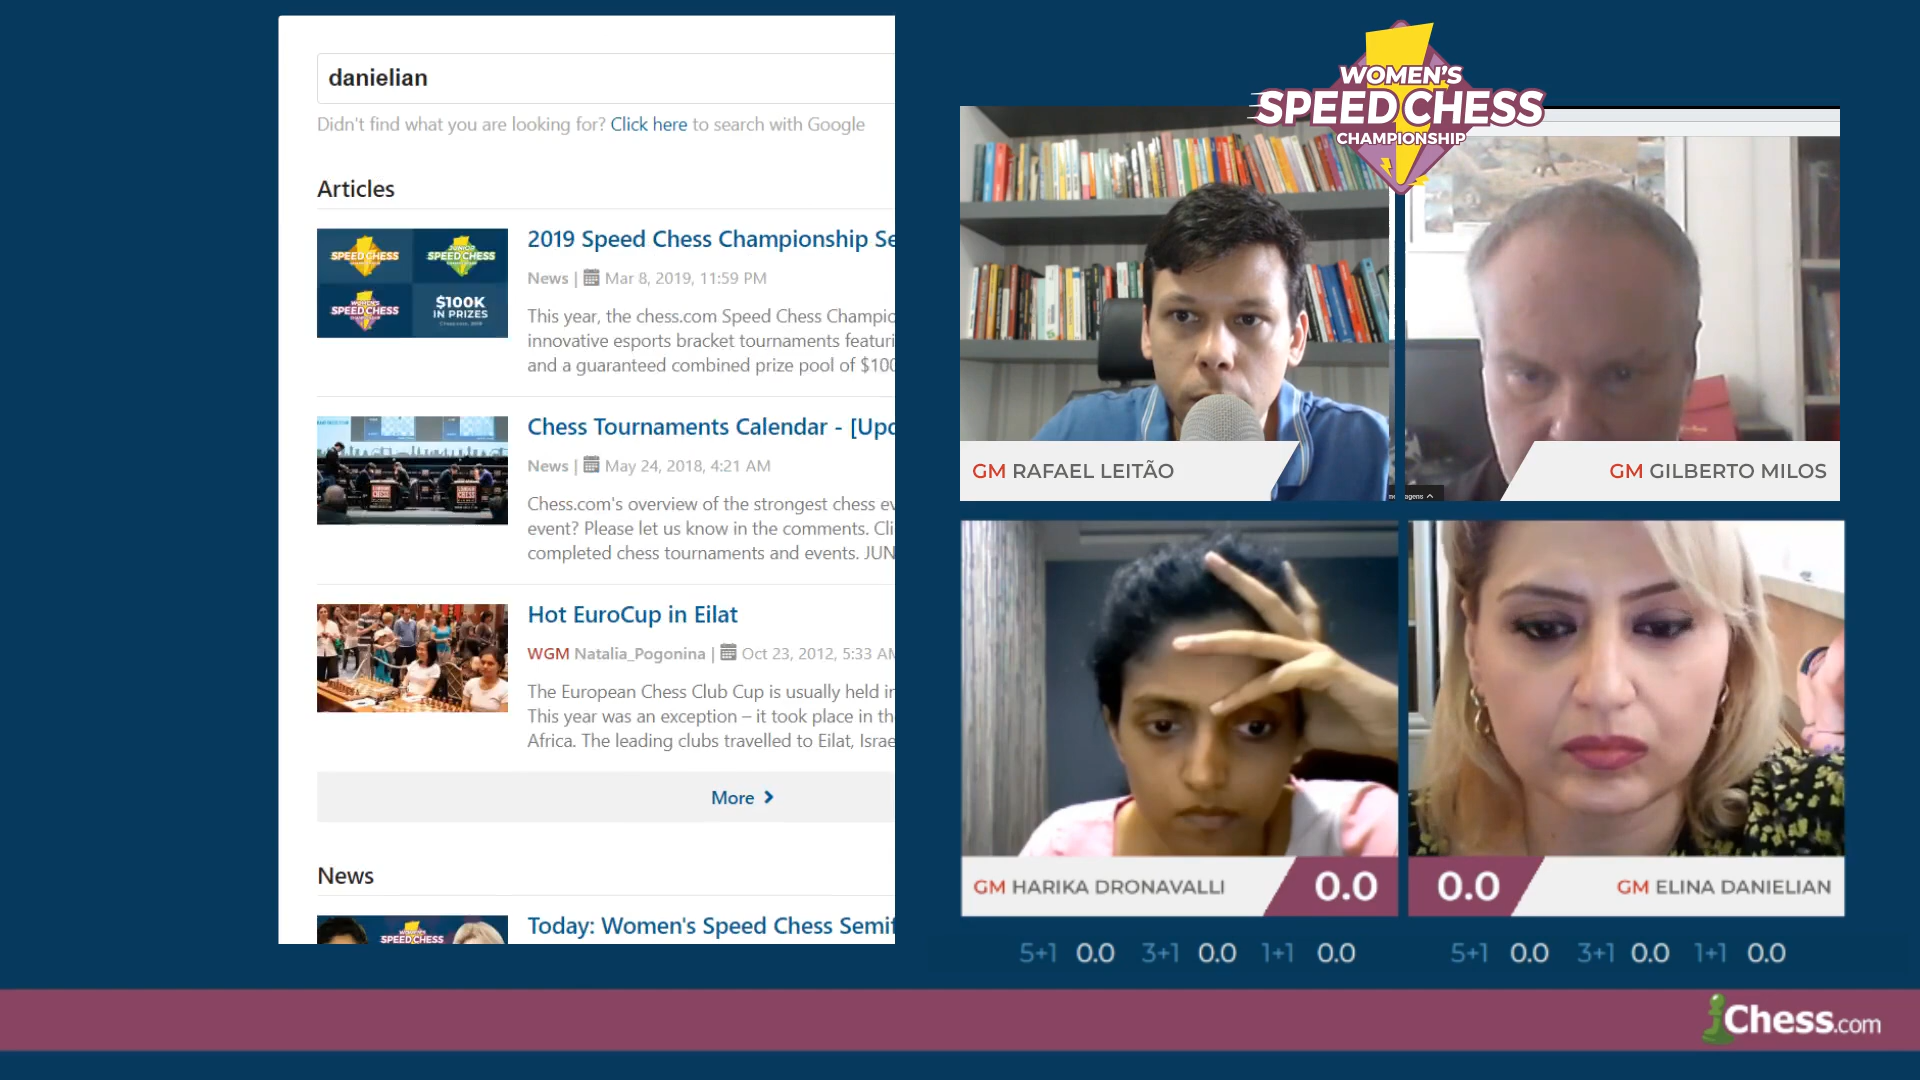 danielian
Didn't find what you are looking for? Click here to search with Google
Articles
SPEED CHESS
SPEED CHESS
SPEED CHESS
$100K
IN PRIZES
2019 Speed Chess Championship Se
News | Mar 8, 2019, 11:59 PM
This year, the chess.com Speed Chess Champio
innovative esports bracket tournaments featuri
and a guaranteed combined prize pool of $100
Chess Tournaments Calendar - [Upd
News | May 24, 2018, 4:21 AM
Chess.com's overview of the strongest chess ev
event? Please let us know in the comments. Cli
completed chess tournaments and events. JUN
Hot EuroCup in Eilat
WGM Natalia_Pogonina | Oct 23, 2012, 5:33 AM
The European Chess Club Cup is usually held in
This year was an exception – it took place in th
Africa. The leading clubs travelled to Eilat, Israe
More
News
SPEED CHESS
Today: Women's Speed Chess Semif
WOMEN'S
SPEED CHESS
CHAMPIONSHIP
GM RAFAEL LEITÃO
GM GILBERTO MILOS
GM HARIKA DRONAVALLI 0.0
0.0 GM ELINA DANIELIAN
5+1 0.0 3+1 0.0 1+1 0.0
5+1 0.0 3+1 0.0 1+1 0.0
Chess.com